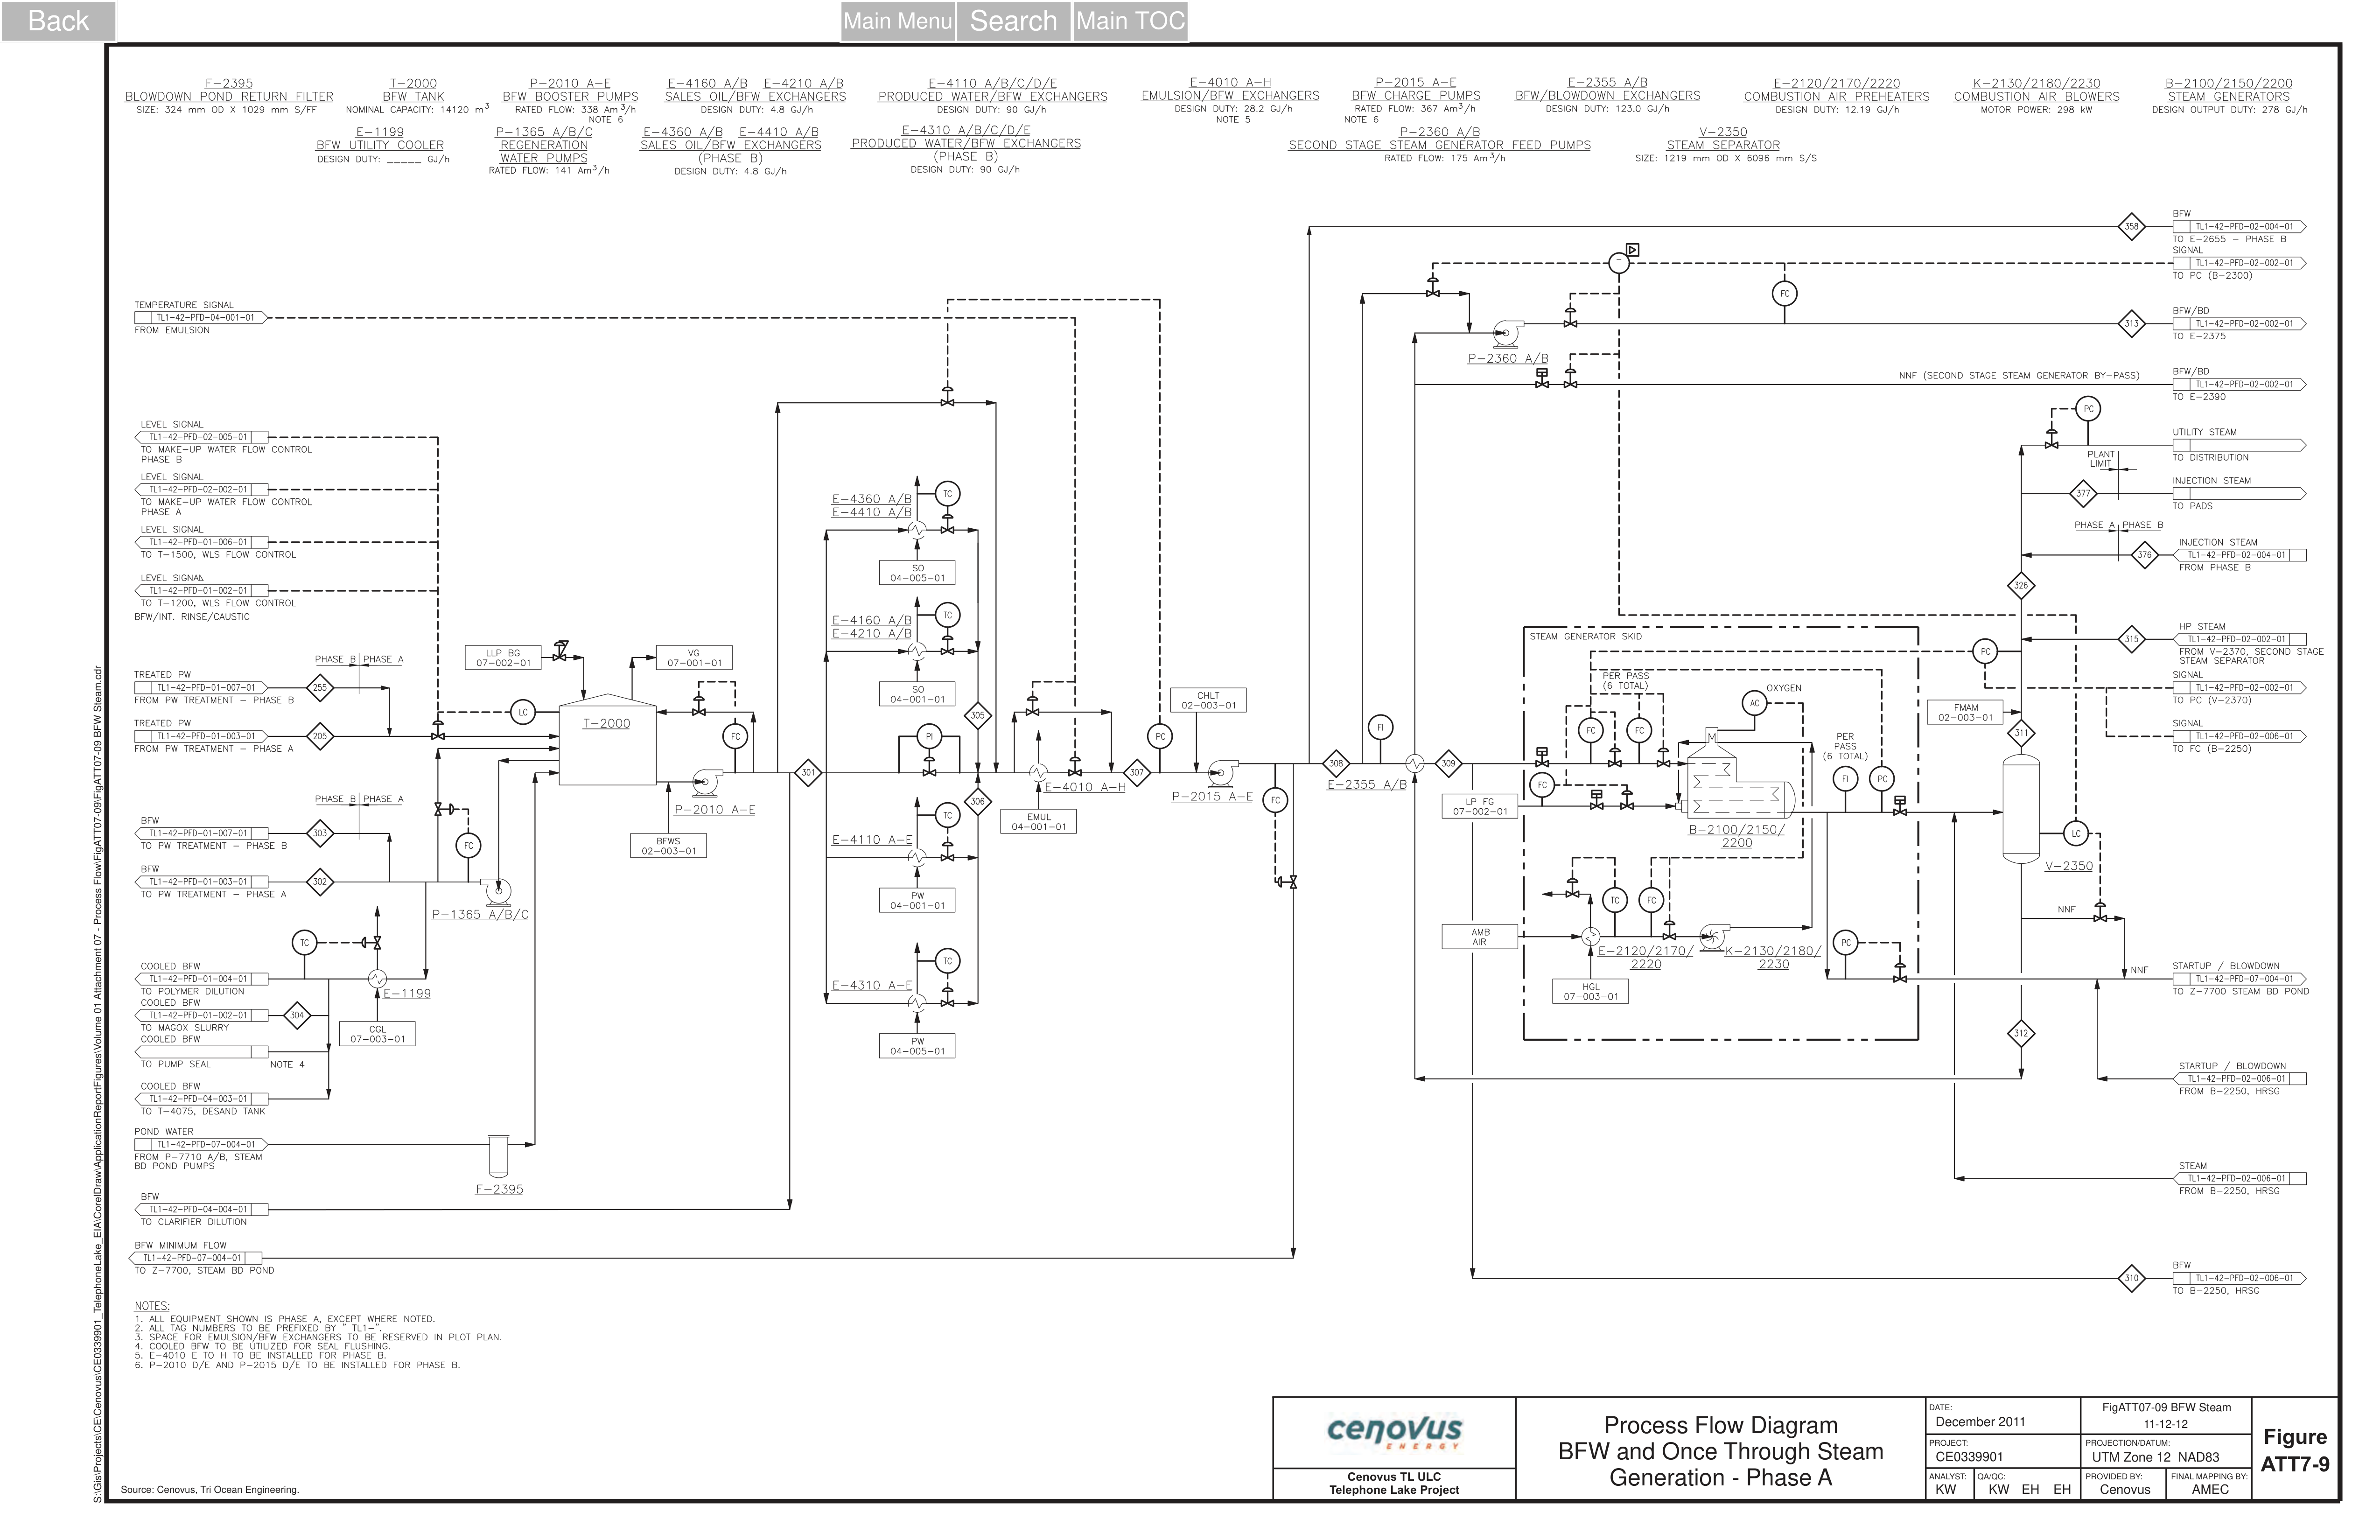 Back
Main Menu
Search
Main TOC
F-2395
BLOWDOWN POND RETURN FILTER
SIZE: 324 mm OD X 1029 mm S/FF
T-2000
BFW TANK
NOMINAL CAPACITY: 14120 m3
P-2010 A-E
BFW BOOSTER PUMPS
RATED FLOW: 338 Am3/h
NOTE 6
E-4160 A/B E-4210 A/B
SALES OIL/BFW EXCHANGERS
DESIGN DUTY: 4.8 GJ/h
E-4110 A/B/C/D/E
PRODUCED WATER/BFW EXCHANGERS
DESIGN DUTY: 90 GJ/h
E-4010 A-H
EMULSION/BFW EXCHANGERS
DESIGN DUTY: 28.2 GJ/h
NOTE 5
P-2015 A-E
BFW CHARGE PUMPS
RATED FLOW: 367 Am3/h
NOTE 6
E-2355 A/B
BFW/BLOWDOWN EXCHANGERS
DESIGN DUTY: 123.0 GJ/h
E-2120/2170/2220
COMBUSTION AIR PREHEATERS
DESIGN DUTY: 12.19 GJ/h
K-2130/2180/2230
COMBUSTION AIR BLOWERS
MOTOR POWER: 298 kW
B-2100/2150/2200
STEAM GENERATORS
DESIGN OUTPUT DUTY: 278 GJ/h
E-1199
BFW UTILITY COOLER
DESIGN DUTY: _____ GJ/h
P-1365 A/B/C
REGENERATION
WATER PUMPS
RATED FLOW: 141 Am3/h
E-4360 A/B E-4410 A/B
SALES OIL/BFW EXCHANGERS
(PHASE B)
DESIGN DUTY: 4.8 GJ/h
E-4310 A/B/C/D/E
PRODUCED WATER/BFW EXCHANGERS
(PHASE B)
DESIGN DUTY: 90 GJ/h
P-2360 A/B
SECOND STAGE STEAM GENERATOR FEED PUMPS
RATED FLOW: 175 Am3/h
V-2350
STEAM SEPARATOR
SIZE: 1219 mm OD X 6096 mm S/S
TEMPERATURE SIGNAL
TL1-42-PFD-04-001-01
FROM EMULSION
LEVEL SIGNAL
TL1-42-PFD-02-005-01
TO MAKE-UP WATER FLOW CONTROL
PHASE B
LEVEL SIGNAL
TL1-42-PFD-02-002-01
TO MAKE-UP WATER FLOW CONTROL
PHASE A
LEVEL SIGNAL
TL1-42-PFD-01-006-01
TO T-1500, WLS FLOW CONTROL
LEVEL SIGNAL
TL1-42-PFD-01-002-01
TO T-1200, WLS FLOW CONTROL
BFW/INT. RINSE/CAUSTIC
PHASE B PHASE A
TREATED PW
TL1-42-PFD-01-007-01
255
FROM PW TREATMENT - PHASE B
TREATED PW
TL1-42-PFD-01-003-01
205
FROM PW TREATMENT - PHASE A
PHASE B PHASE A
BFW
TL1-42-PFD-01-007-01
303
TO PW TREATMENT - PHASE B
BFW
TL1-42-PFD-01-003-01
302
TO PW TREATMENT - PHASE A
FC
P-1365 A/B/C
TC
COOLED BFW
TL1-42-PFD-01-004-01
TO POLYMER DILUTION
E-1199
COOLED BFW
TL1-42-PFD-01-002-01
304
TO MAGOX SLURRY
CGL
07-003-01
COOLED BFW
TO PUMP SEAL
NOTE 4
COOLED BFW
TL1-42-PFD-04-003-01
TO T-4075, DESAND TANK
POND WATER
TL1-42-PFD-07-004-01
FROM P-7710 A/B, STEAM
BD POND PUMPS
F-2395
BFW
TL1-42-PFD-04-004-01
TO CLARIFIER DILUTION
BFW MINIMUM FLOW
TL1-42-PFD-07-004-01
TO Z-7700, STEAM BD POND
LLP BG
07-002-01
VG
07-001-01
LC
T-2000
FC
P-2010 A-E
BFWS
02-003-01
301
E-4360 A/B
E-4410 A/B
TC
SO
04-005-01
E-4160 A/B
E-4210 A/B
TC
SO
04-001-01
305
PI
306
E-4110 A-E
TC
PW
04-001-01
E-4310 A-E
TC
PW
04-005-01
E-4010 A-H
EMUL
04-001-01
307
PC
CHLT
02-003-01
P-2015 A-E
FC
308
FI
E-2355 A/B
309
LP FG
07-002-01
AMB
AIR
P-2360 A/B
FC
STEAM GENERATOR SKID
PER PASS
(6 TOTAL)
FC
FC
FC
AC
OXYGEN
M
PER
PASS
(6 TOTAL)
FI
PC
B-2100/2150/
2200
TC
FC
E-2120/2170/
2220
K-2130/2180/
2230
HGL
07-003-01
PC
PC
FMAM
02-003-01
311
LC
V-2350
NNF
NNF
312
326
BFW
358
TL1-42-PFD-02-004-01
TO E-2655 - PHASE B
SIGNAL
TL1-42-PFD-02-002-01
TO PC (B-2300)
BFW/BD
313
TL1-42-PFD-02-002-01
TO E-2375
NNF (SECOND STAGE STEAM GENERATOR BY-PASS)
BFW/BD
TL1-42-PFD-02-002-01
TO E-2390
PC
UTILITY STEAM
TO DISTRIBUTION
PLANT
LIMIT
INJECTION STEAM
377
TO PADS
PHASE A PHASE B
INJECTION STEAM
376
TL1-42-PFD-02-004-01
FROM PHASE B
HP STEAM
315
TL1-42-PFD-02-002-01
FROM V-2370, SECOND STAGE
STEAM SEPARATOR
SIGNAL
TL1-42-PFD-02-002-01
TO PC (V-2370)
SIGNAL
TL1-42-PFD-02-006-01
TO FC (B-2250)
STARTUP / BLOWDOWN
TL1-42-PFD-07-004-01
TO Z-7700 STEAM BD POND
STARTUP / BLOWDOWN
TL1-42-PFD-02-006-01
FROM B-2250, HRSG
STEAM
TL1-42-PFD-02-006-01
FROM B-2250, HRSG
BFW
310
TL1-42-PFD-02-006-01
TO B-2250, HRSG
NOTES:
1. ALL EQUIPMENT SHOWN IS PHASE A, EXCEPT WHERE NOTED.
2. ALL TAG NUMBERS TO BE PREFIXED BY " TL1-".
3. SPACE FOR EMULSION/BFW EXCHANGERS TO BE RESERVED IN PLOT PLAN.
4. COOLED BFW TO BE UTILIZED FOR SEAL FLUSHING.
5. E-4010 E TO H TO BE INSTALLED FOR PHASE B.
6. P-2010 D/E AND P-2015 D/E TO BE INSTALLED FOR PHASE B.
Source: Cenovus, Tri Ocean Engineering.
S:\Gis\Projects\CE\Cenovus\CE0339901_TelephoneLake_EIA\CorelDraw\ApplicationReportFigures\Volume 01 Attachment 07 - Process Flow\FigATT07-09\FigATT07-09 BFW Steam.cdr
cenovus
ENERGY
Cenovus TL ULC
Telephone Lake Project
Process Flow Diagram
BFW and Once Through Steam
Generation - Phase A
DATE:
December 2011
FigATT07-09 BFW Steam
11-12-12
PROJECT:
CE0339901
PROJECTION/DATUM:
UTM Zone 12 NAD83
ANALYST:
KW
QA/QC:
KW EH EH
PROVIDED BY:
Cenovus
FINAL MAPPING BY:
AMEC
Figure
ATT7-9